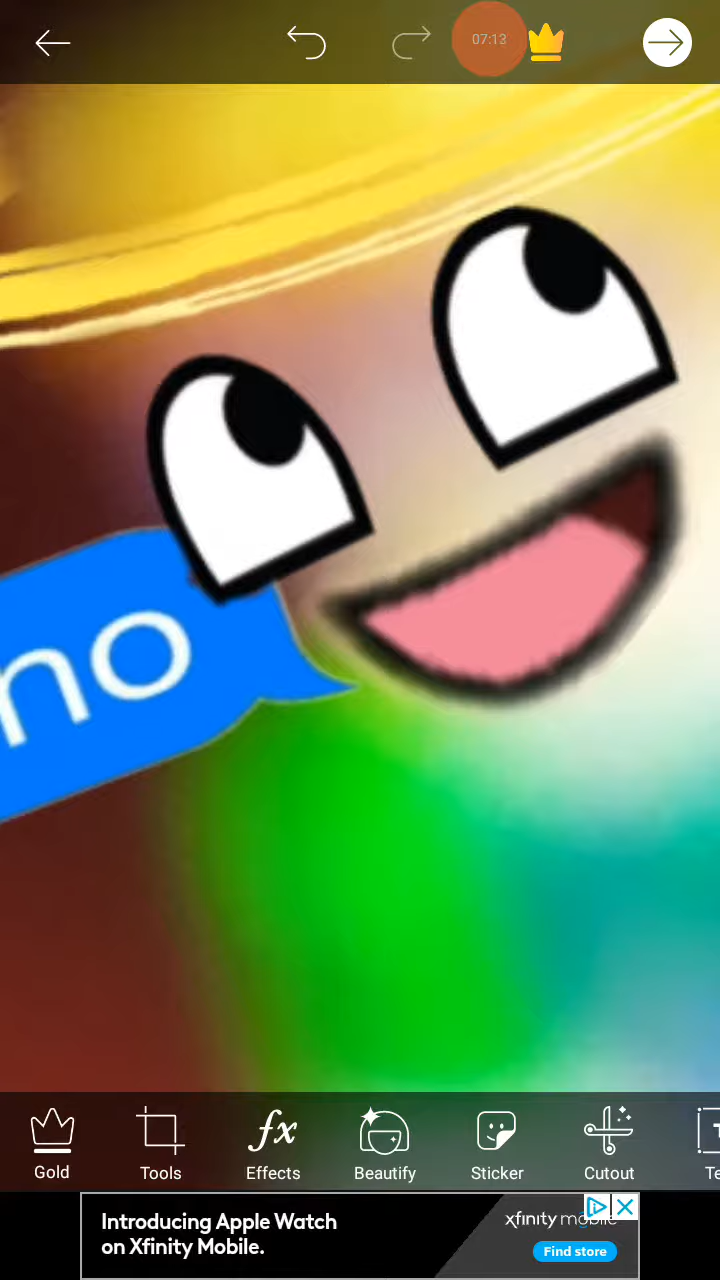 07:13
no
Gold
Tools
Effects
Beautify
Sticker
Cutout
Te
Introducing Apple Watch
on Xfinity Mobile.
xfinity mobile
Find store